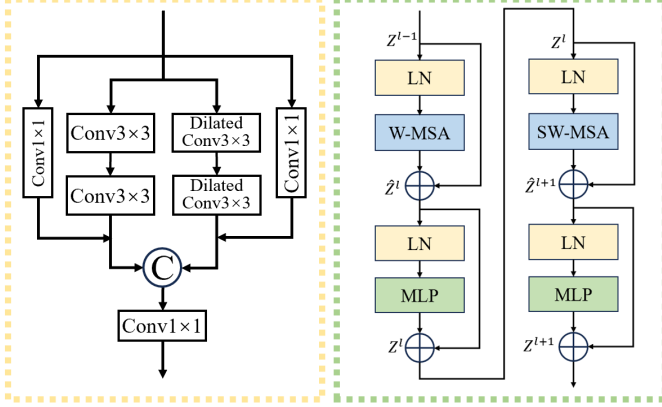 Conv1×1
Conv3×3
Dilated
Conv3×3
Conv1×1
Conv3×3
Dilated
Conv3×3
C
Conv1×1
Z^{l-1}
LN
W-MSA
Ẑ^l
LN
MLP
Z^l
Z^l
LN
SW-MSA
Ẑ^{l+1}
LN
MLP
Z^{l+1}